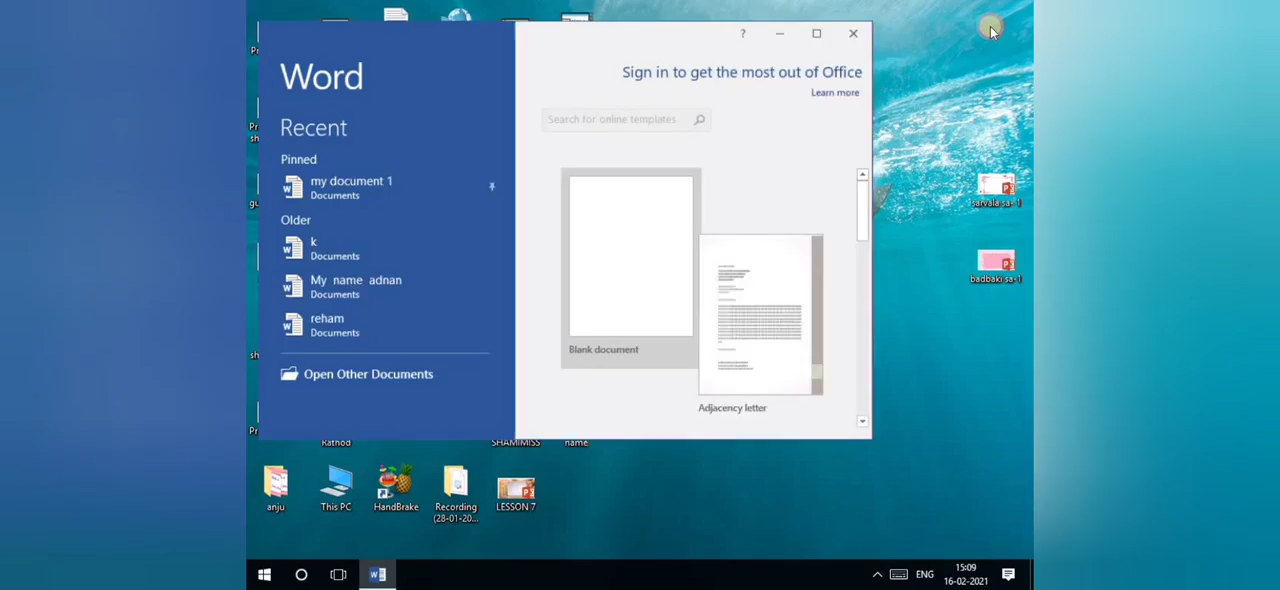 Word
Recent
Pinned
my document 1
Documents
Older
k
Documents
My name adnan
Documents
reham
Documents
Open Other Documents
?
Sign in to get the most out of Office
Learn more
Search for online templates
Blank document
Adjacency letter
sarvala sa- 1
badbaki sa-1
Rathod
SHAMIMISS
name
anju
This PC
HandBrake
Recording
(28-01-20...
LESSON 7
ENG
15:09
16-02-2021